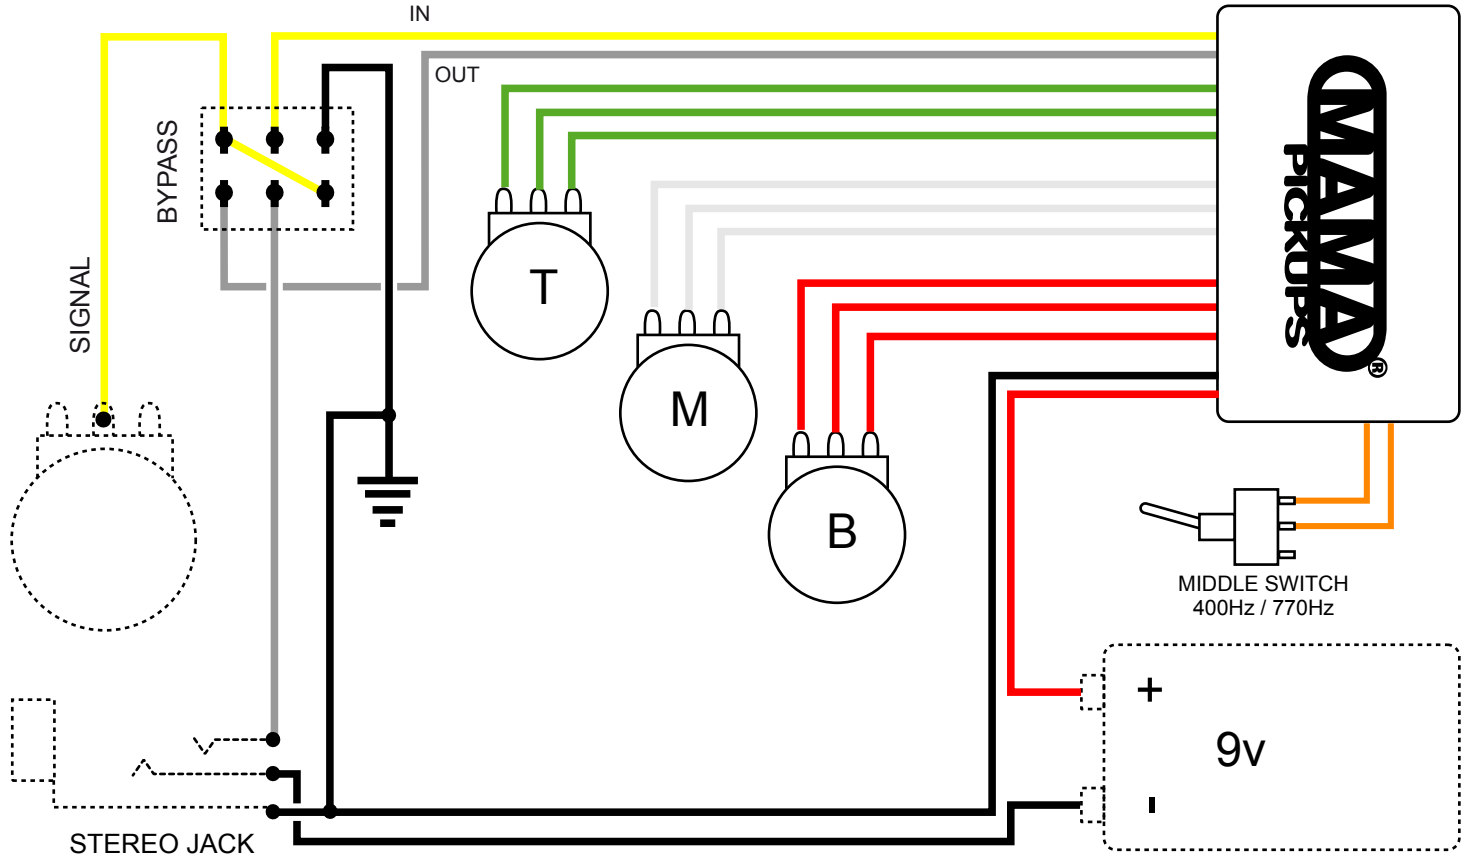 IN
OUT
BYPASS
SIGNAL
T
M
B
MAMA
PICKUPS
®
MIDDLE SWITCH
400Hz / 770Hz
+
9v
-
STEREO JACK